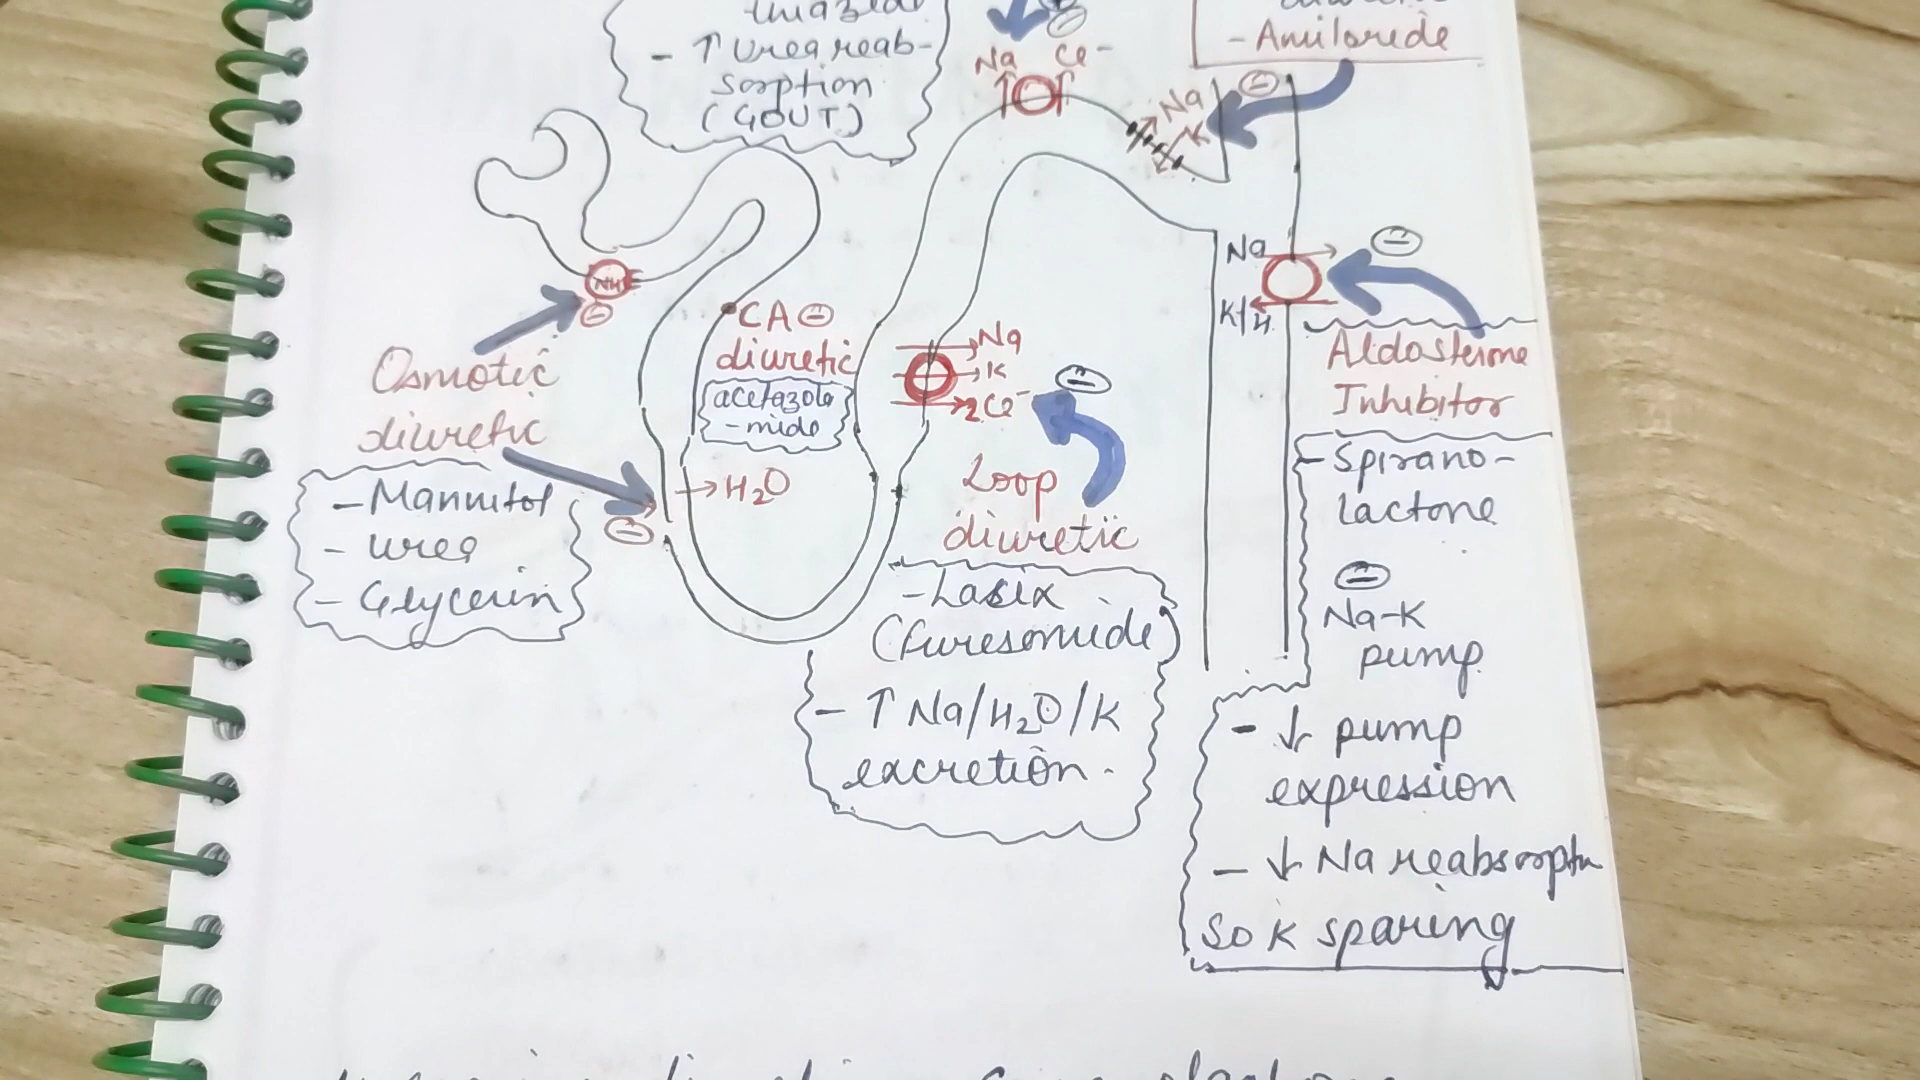 - ↑ Urea reab-
sorption
(GOUT)
- Amiloride
Na Cl⁻
⊖
⊖
Na
K
Na
K/H
⊖
Aldosterone
Inhibitor
- Spirano-
lactone
⊖
Na-K
pump
- ↓ pump
expression
- ↓ Na reabsorptn
SO K sparing
⊖
CA ⊖
diuretic
acetazola
-mide
Osmotic
diuretic
- Mannitol
- urea
- Glycerin
⊖
→ H₂O
Na
K
2Cl⁻
⊖
Loop
diuretic
- Lasix
(furesomide)
- ↑ Na/H₂O/K
excretion.